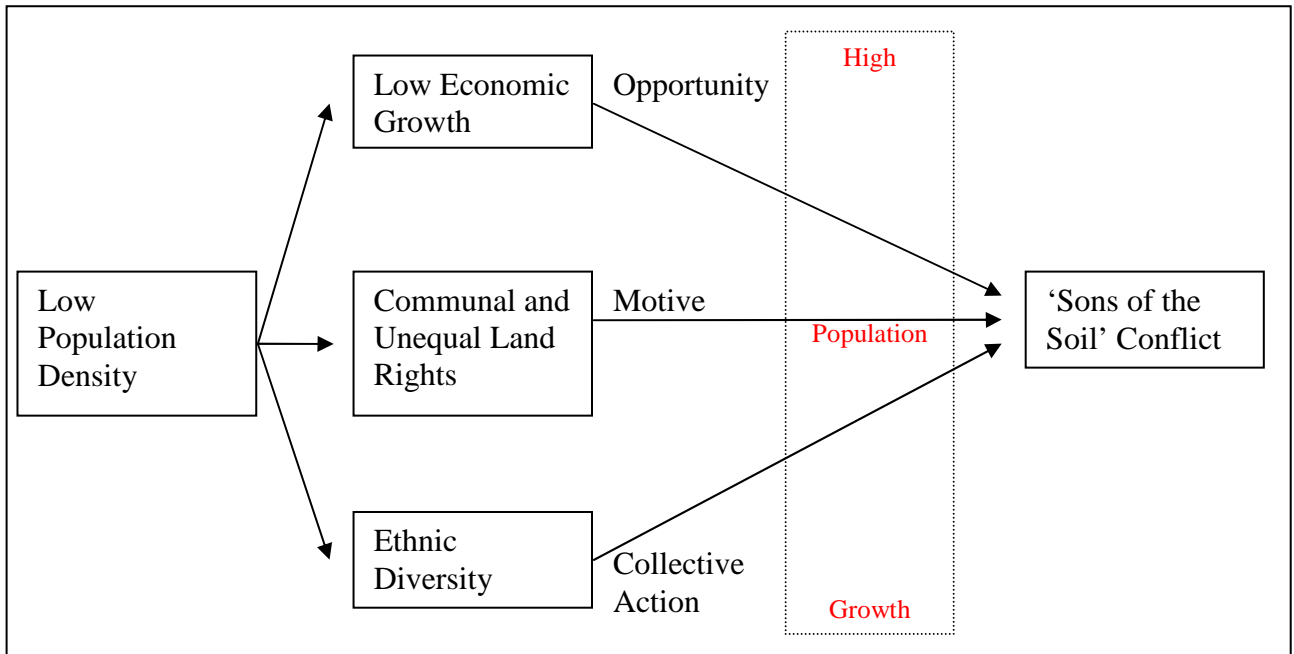 Low Economic
Growth
Opportunity
High
Low
Population
Density
Communal and
Unequal Land
Rights
Motive
Population
‘Sons of the
Soil’ Conflict
Ethnic
Diversity
Collective
Action
Growth